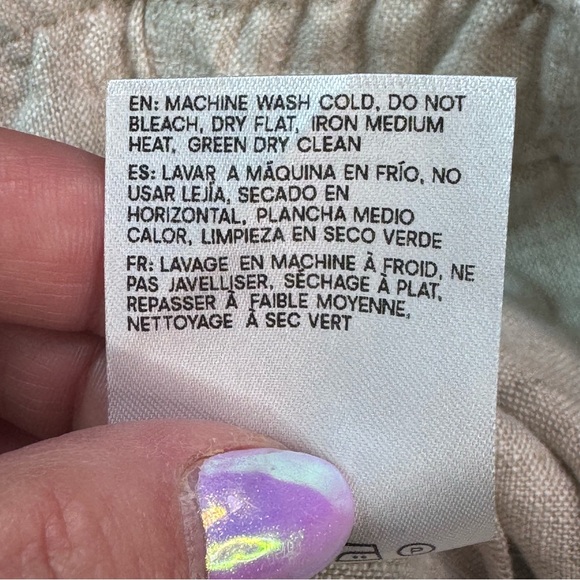 EN: MACHINE WASH COLD, DO NOT
BLEACH, DRY FLAT, IRON MEDIUM
HEAT, GREEN DRY CLEAN
ES: LAVAR A MÁQUINA EN FRÍO, NO
USAR LEJÍA, SECADO EN
HORIZONTAL, PLANCHA MEDIO
CALOR, LIMPIEZA EN SECO VERDE
FR: LAVAGE EN MACHINE À FROID, NE
PAS JAVELLISER, SÉCHAGE À PLAT,
REPASSER À FAIBLE MOYENNE,
NETTOYAGE À SEC VERT
P